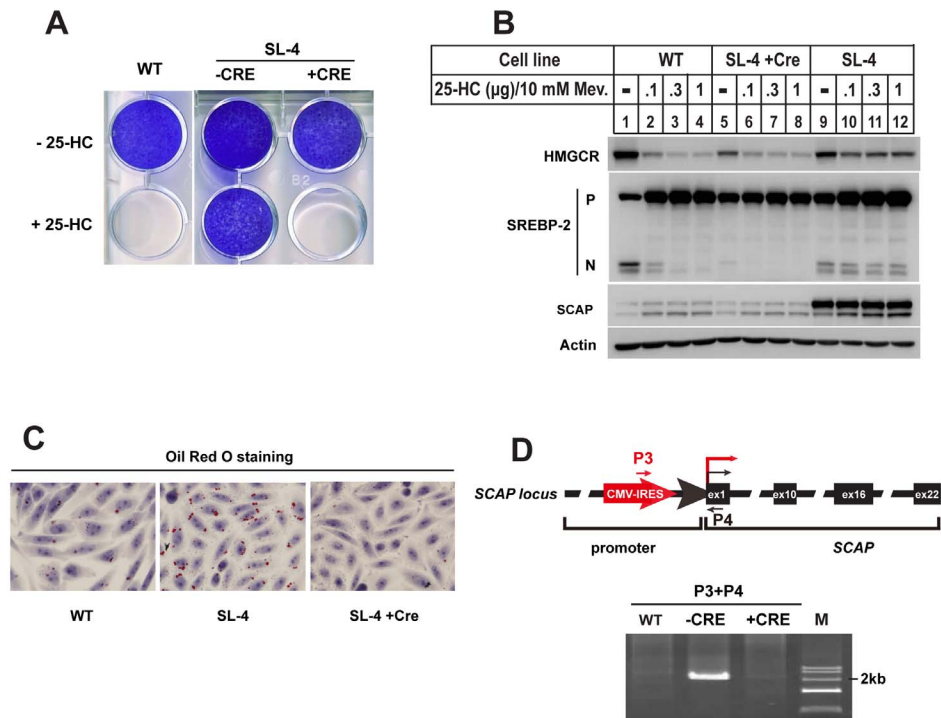 A
SL-4
WT
-CRE
+CRE
- 25-HC
+ 25-HC
B2
B
Cell line
WT
SL-4 +Cre
SL-4
25-HC (µg)/10 mM Mev.
- .1 .3 1 - .1 .3 1 - .1 .3 1
1 2 3 4 5 6 7 8 9 10 11 12
HMGCR
P
SREBP-2
N
SCAP
Actin
C
Oil Red O staining
WT
SL-4
SL-4 +Cre
D
P3
SCAP locus
CMV-IRES
ex1
ex10
ex16
ex22
P4
promoter
SCAP
P3+P4
WT
-CRE
+CRE
M
2kb